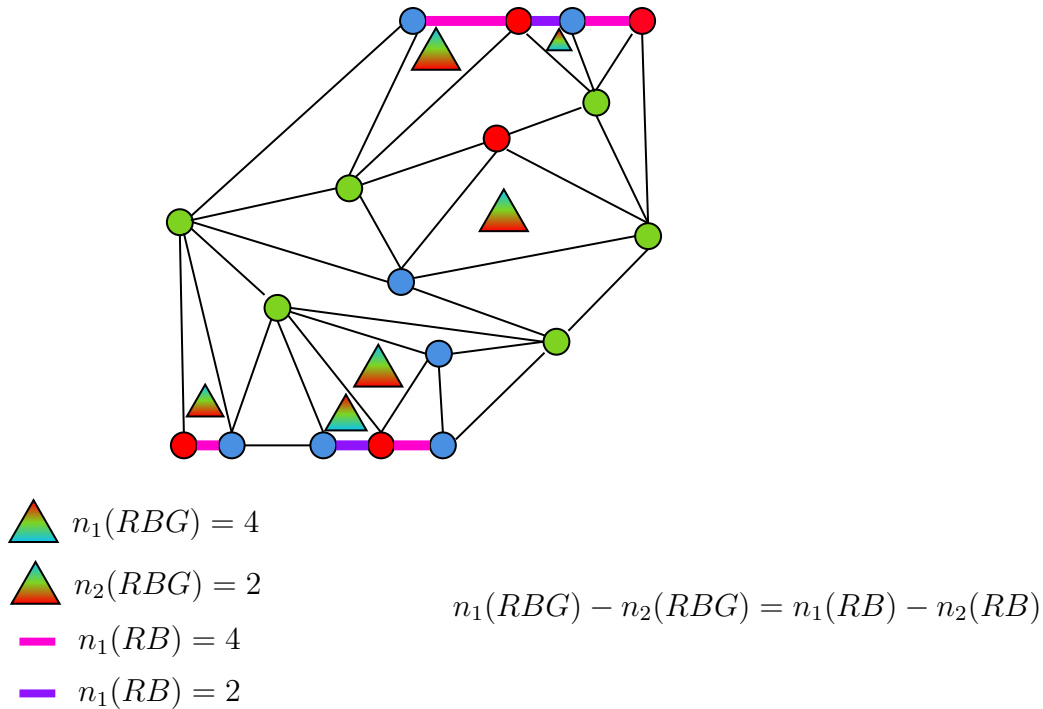 n₁(RBG) = 4
n₂(RBG) = 2
n₁(RBG) − n₂(RBG) = n₁(RB) − n₂(RB)
n₁(RB) = 4
n₁(RB) = 2